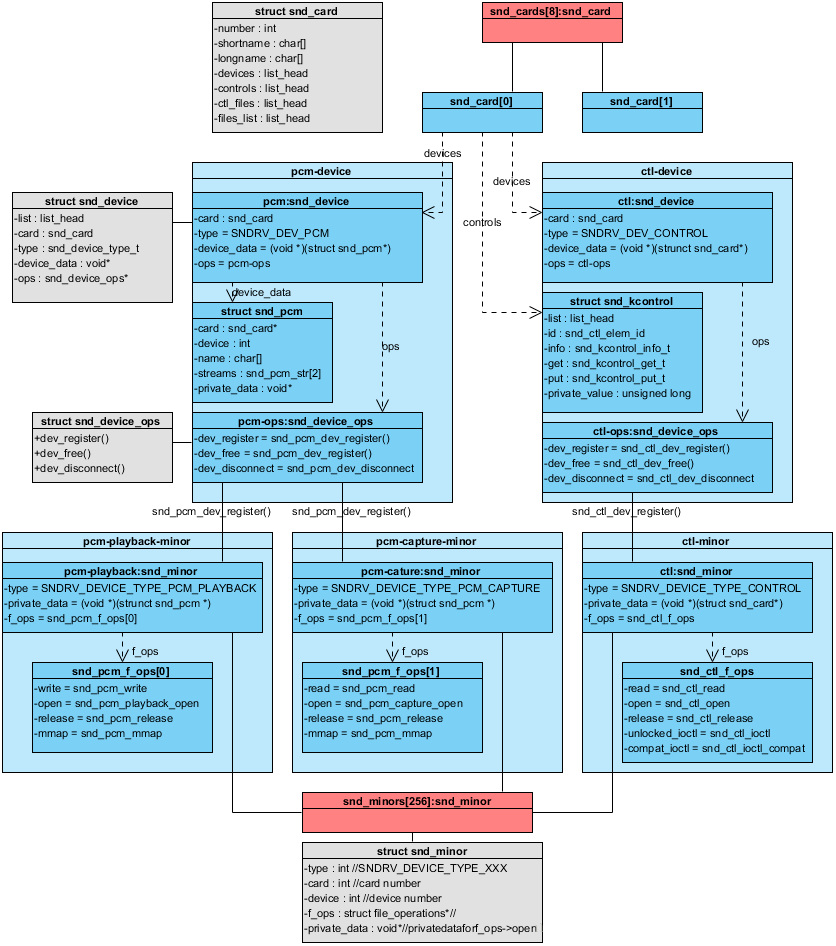 struct snd_card
-number : int
-shortname : char[]
-longname : char[]
-devices : list_head
-controls : list_head
-ctl_files : list_head
-files_list : list_head
snd_cards[8]:snd_card
snd_card[0]
snd_card[1]
devices
devices
controls
struct snd_device
-list : list_head
-card : snd_card
-type : snd_device_type_t
-device_data : void*
-ops : snd_device_ops*
pcm-device
pcm:snd_device
-card : snd_card
-type = SNDRV_DEV_PCM
-device_data = (void *)(struct snd_pcm*)
-ops = pcm-ops
device_data
struct snd_pcm
-card : snd_card*
-device : int
-name : char[]
-streams : snd_pcm_str[2]
-private_data : void*
ops
struct snd_device_ops
+dev_register()
+dev_free()
+dev_disconnect()
pcm-ops:snd_device_ops
-dev_register = snd_pcm_dev_register()
-dev_free = snd_pcm_dev_register()
-dev_disconnect = snd_pcm_dev_disconnect
ctl-device
ctl:snd_device
-card : snd_card
-type = SNDRV_DEV_CONTROL
-device_data = (void *)(strunct snd_card*)
-ops = ctl-ops
struct snd_kcontrol
-list : list_head
-id : snd_ctl_elem_id
-info : snd_kcontrol_info_t
-get : snd_kcontrol_get_t
-put : snd_kcontrol_put_t
-private_value : unsigned long
ops
ctl-ops:snd_device_ops
-dev_register = snd_ctl_dev_register()
-dev_free = snd_ctl_dev_free()
-dev_disconnect = snd_ctl_dev_disconnect
snd_pcm_dev_register()
snd_pcm_dev_register()
snd_ctl_dev_register()
pcm-playback-minor
pcm-playback:snd_minor
-type = SNDRV_DEVICE_TYPE_PCM_PLAYBACK
-private_data = (void *)(strunct snd_pcm *)
-f_ops = snd_pcm_f_ops[0]
f_ops
snd_pcm_f_ops[0]
-write = snd_pcm_write
-open = snd_pcm_playback_open
-release = snd_pcm_release
-mmap = snd_pcm_mmap
pcm-capture-minor
pcm-cature:snd_minor
-type = SNDRV_DEVICE_TYPE_PCM_CAPTURE
-private_data = (void *)(struct snd_pcm *)
-f_ops = snd_pcm_f_ops[1]
f_ops
snd_pcm_f_ops[1]
-read = snd_pcm_read
-open = snd_pcm_capture_open
-release = snd_pcm_release
-mmap = snd_pcm_mmap
ctl-minor
ctl:snd_minor
-type = SNDRV_DEVICE_TYPE_CONTROL
-private_data = (void *)(struct snd_card*)
-f_ops = snd_ctl_f_ops
f_ops
snd_ctl_f_ops
-read = snd_ctl_read
-open = snd_ctl_open
-release = snd_ctl_release
-unlocked_ioctl = snd_ctl_ioctl
-compat_ioctl = snd_ctl_ioctl_compat
snd_minors[256]:snd_minor
struct snd_minor
-type : int //SNDRV_DEVICE_TYPE_XXX
-card : int //card number
-device : int //device number
-f_ops : struct file_operations*//
-private_data : void*//privatedataforf_ops->open